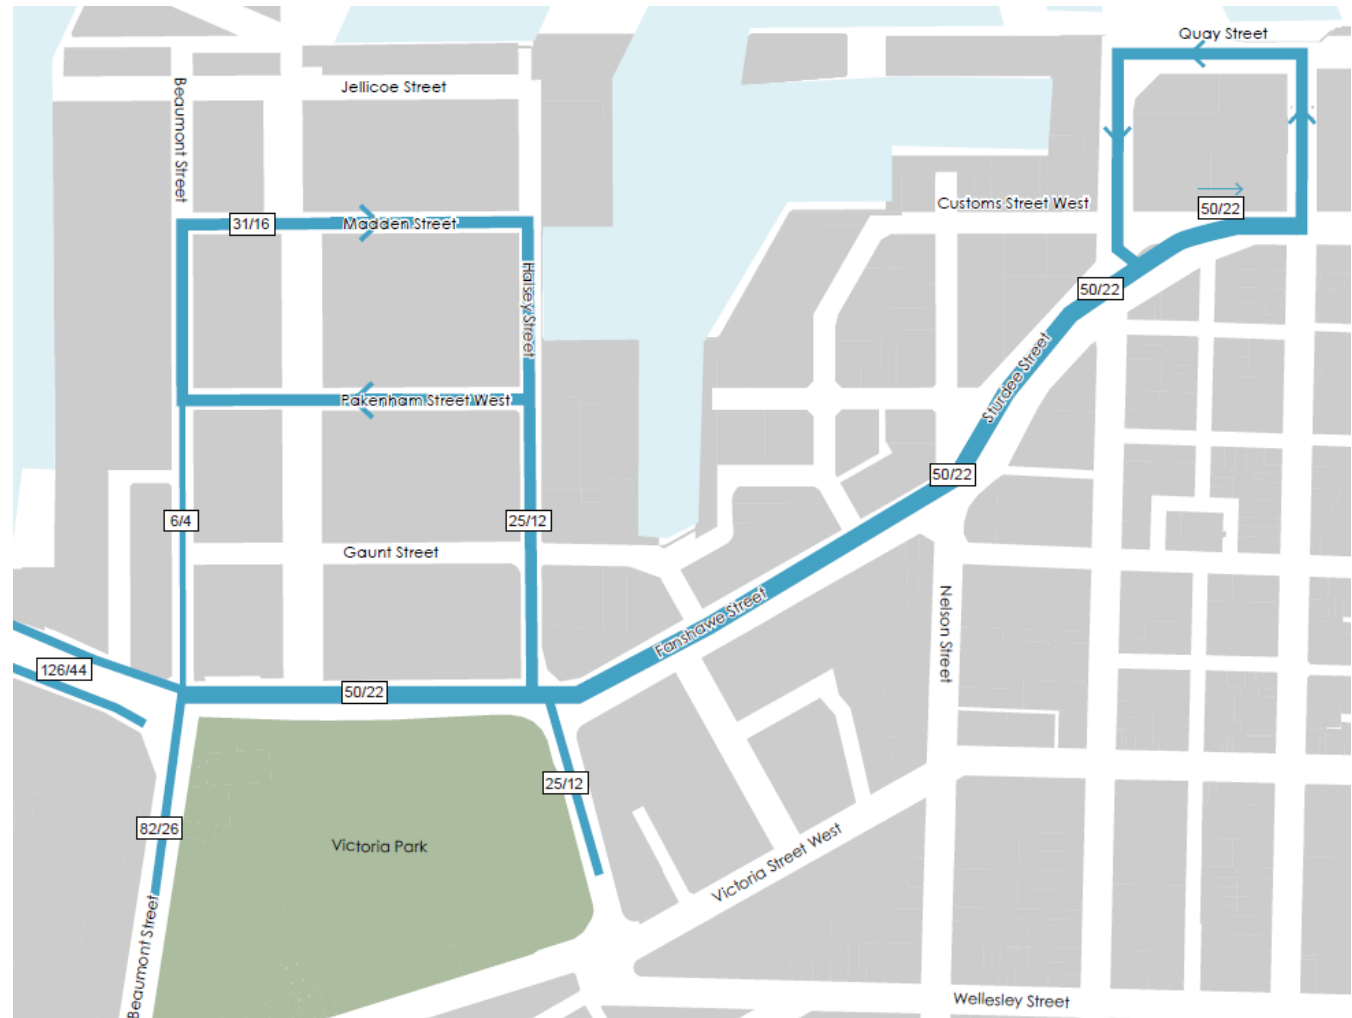 Quay Street
Jellicoe Street
Beaumont Street
50/22
Customs Street West
31/16
Madden Street
Halsey Street
50/22
Sturdee Street
Pakenham Street West
50/22
6/4
25/12
Gaunt Street
Fanshawe Street
Nelson Street
126/44
50/22
25/12
82/26
Victoria Park
Victoria Street West
Beaumont Street
Wellesley Street